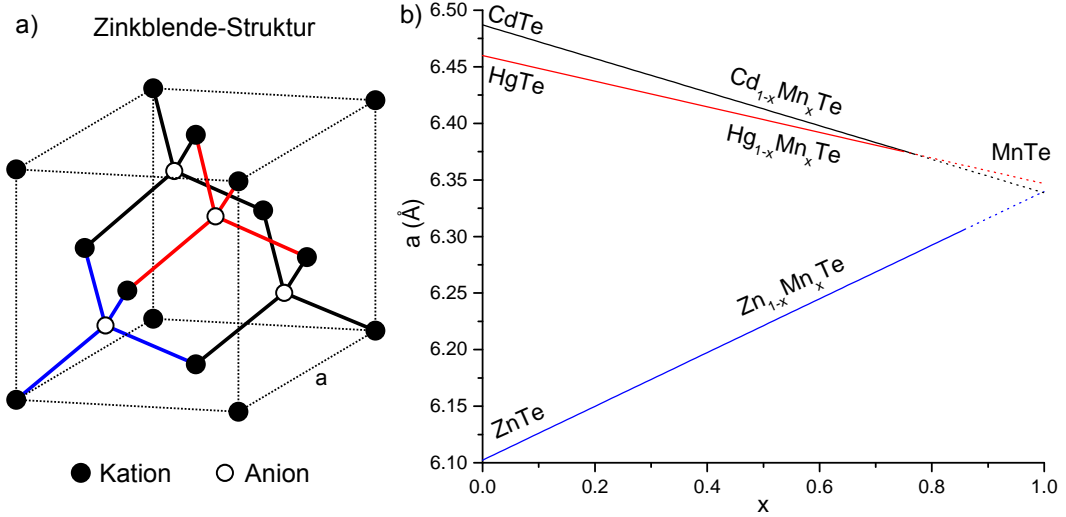 a) Zinkblende-Struktur
a
Kation Anion
b)
a (Å)
6.50
6.45
6.40
6.35
6.30
6.25
6.20
6.15
6.10
CdTe
HgTe
Cd1-xMnxTe
Hg1-xMnxTe
MnTe
Zn1-xMnxTe
ZnTe
0.0 0.2 0.4 0.6 0.8 1.0
x